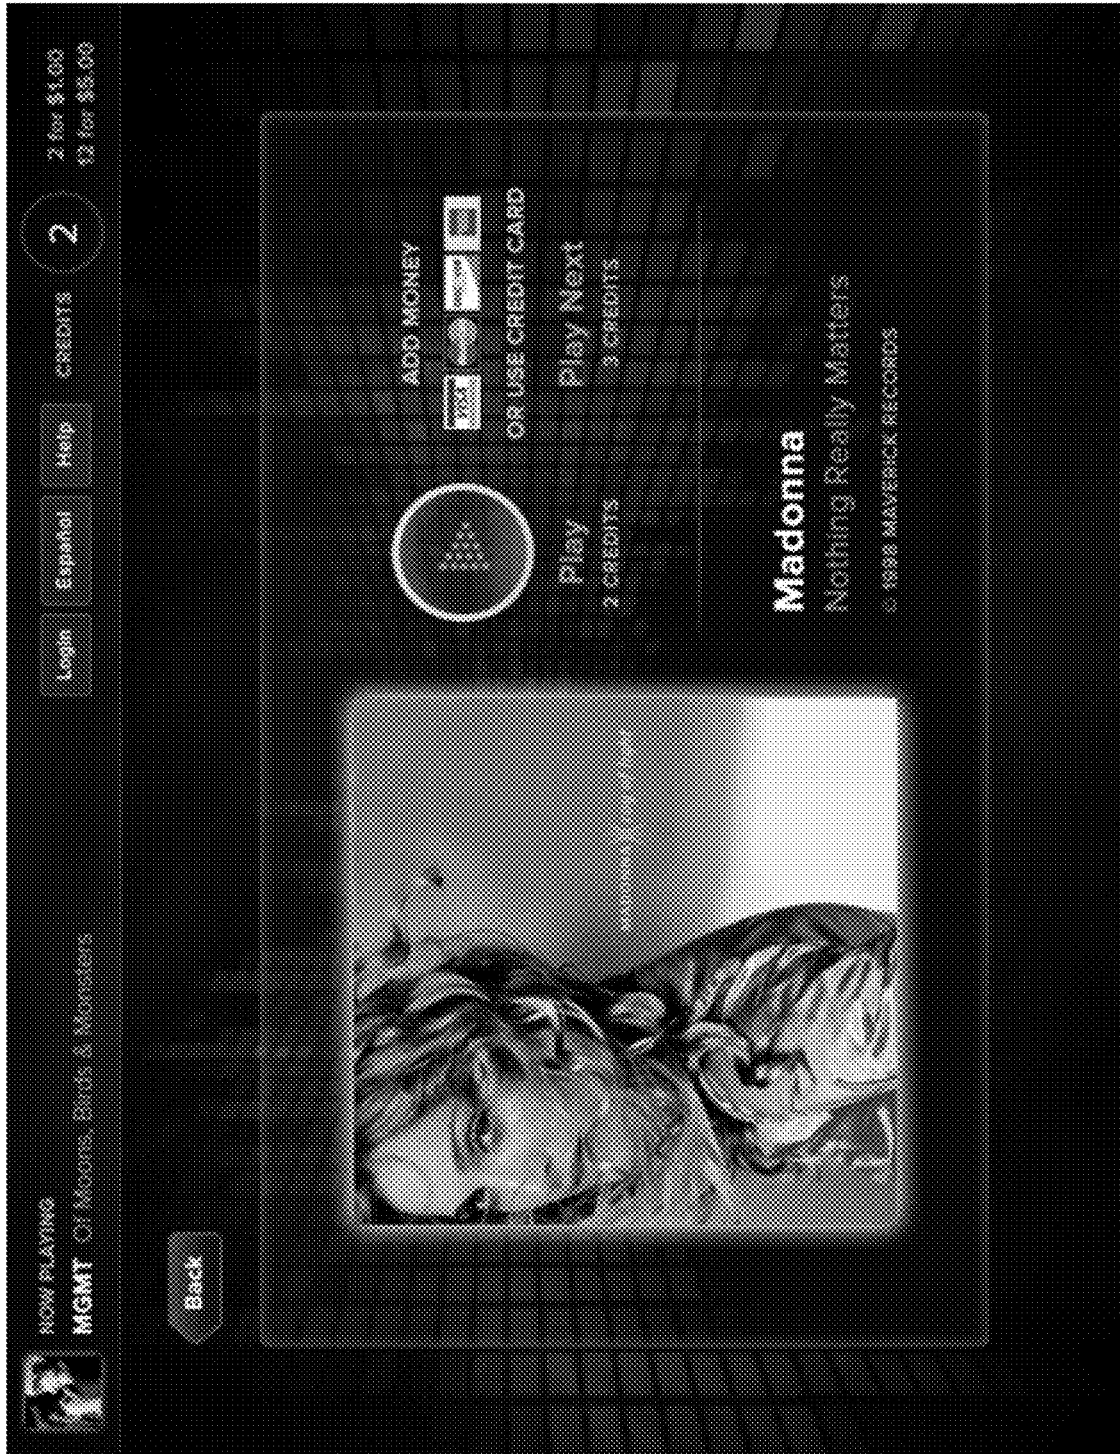 NOW PLAYING
MGMT Of Moons, Birds & Monsters
Login
Español
Help
CREDITS
2
2 for $1.00
12 for $5.00
Back
ADD MONEY
VISA
OR USE CREDIT CARD
Play
2 CREDITS
Play Next
3 CREDITS
Madonna
Nothing Really Matters
© 1998 MAVERICK RECORDS